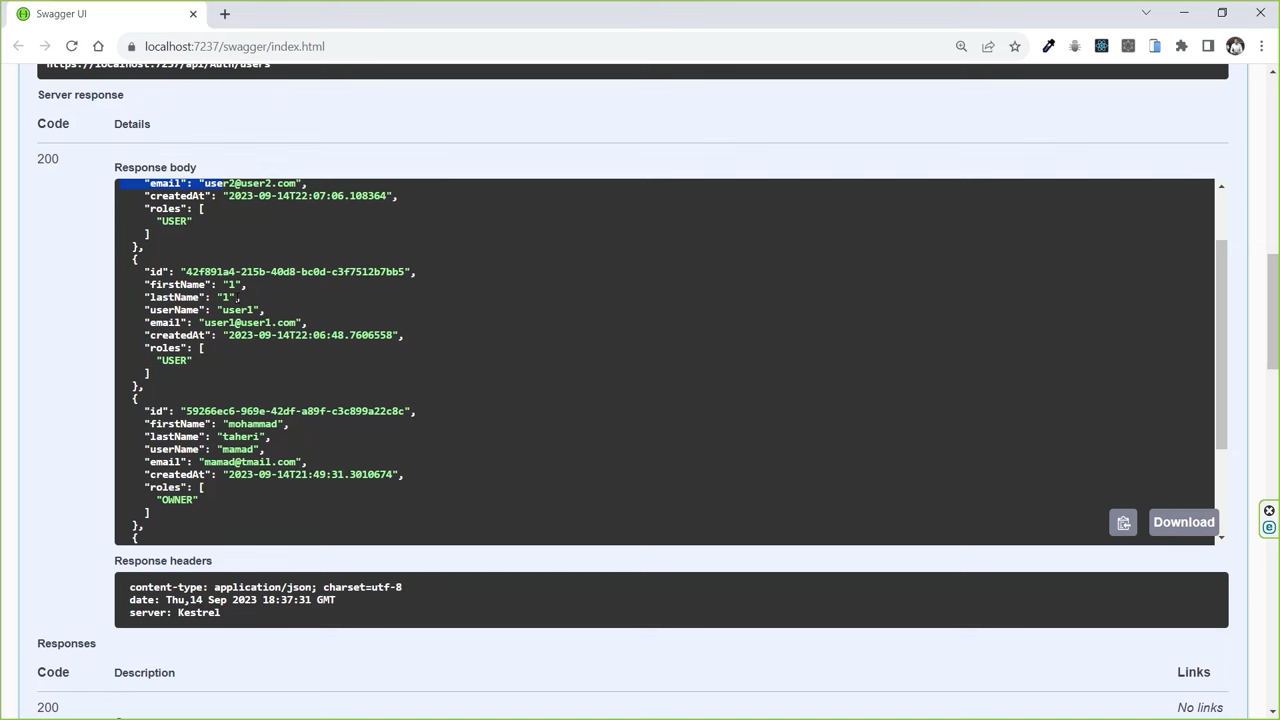 Swagger UI
localhost:7237/swagger/index.html
https://localhost:7237/api/Auth/users
Server response
Code Details
200
Response body
"email": "user2@user2.com",
"createdAt": "2023-09-14T22:07:06.108364",
"roles": [
"USER"
]
},
{
"id": "42f891a4-215b-40d8-bc0d-c3f7512b7bb5",
"firstName": "1",
"lastName": "1",
"userName": "user1",
"email": "user1@user1.com",
"createdAt": "2023-09-14T22:06:48.7606558",
"roles": [
"USER"
]
},
{
"id": "59266ec6-969e-42df-a89f-c3c899a22c8c",
"firstName": "mohammad",
"lastName": "taheri",
"userName": "mamad",
"email": "mamad@tmail.com",
"createdAt": "2023-09-14T21:49:31.3010674",
"roles": [
"OWNER"
]
},
{
Download
Response headers
content-type: application/json; charset=utf-8
date: Thu,14 Sep 2023 18:37:31 GMT
server: Kestrel
Responses
Code Description Links
200 No links